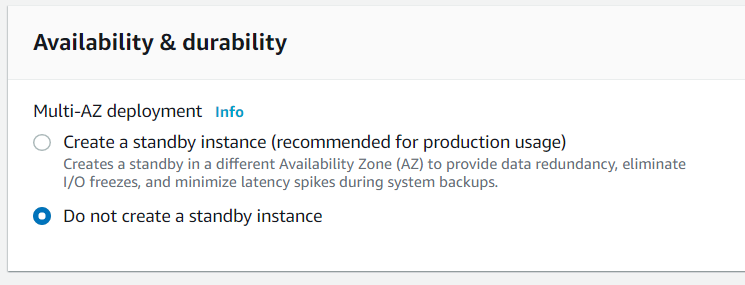 Availability & durability
Multi-AZ deployment Info
Create a standby instance (recommended for production usage)
Creates a standby in a different Availability Zone (AZ) to provide data redundancy, eliminate
I/O freezes, and minimize latency spikes during system backups.
Do not create a standby instance